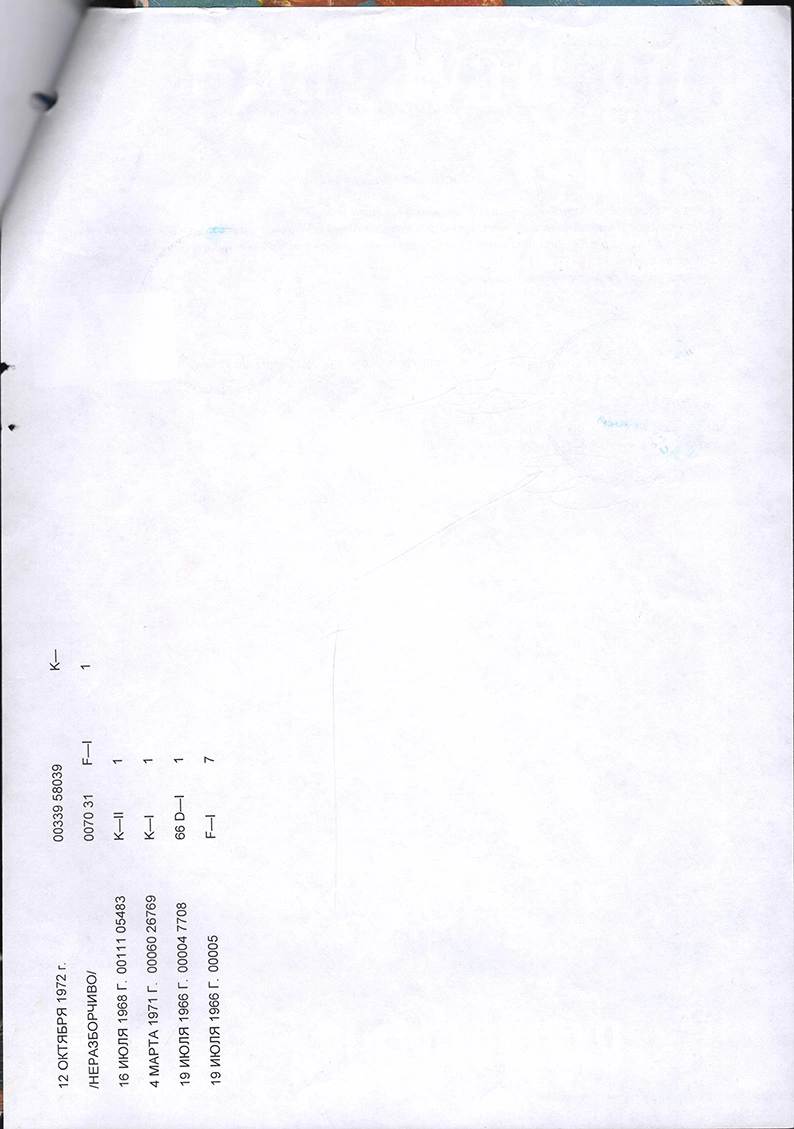 12 ОКТЯБРЯ 1972 г. 00339 58039 К—
/НЕРАЗБОРЧИВО/ 0070 31 F—I 1
16 ИЮЛЯ 1968 Г. 00111 05483 К—II 1
4 МАРТА 1971 Г. 00060 26769 К—I 1
19 ИЮЛЯ 1966 Г. 00004 7708 66 D—I 1
19 ИЮЛЯ 1966 Г. 00005 F—I 7